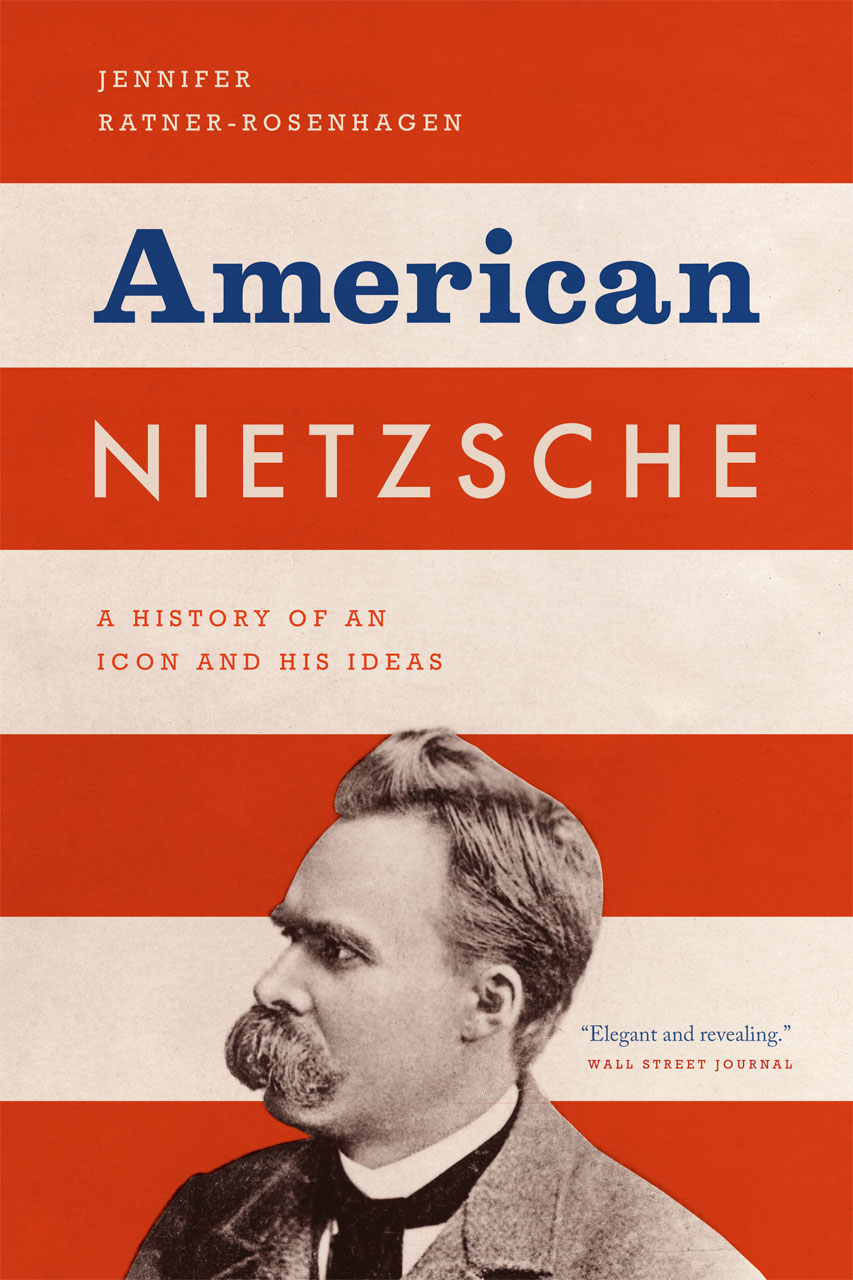 JENNIFER
RATNER-ROSENHAGEN
American
NIETZSCHE
A HISTORY OF AN
ICON AND HIS IDEAS
“Elegant and revealing.”
WALL STREET JOURNAL